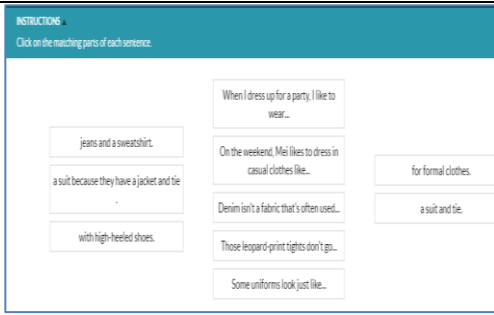 INSTRUCTIONS
Click on the matching parts of each sentence.
jeans and a sweatshirt.
a suit because they have a jacket and tie
.
with high-heeled shoes.
When I dress up for a party, I like to
wear...
On the weekend, Mei likes to dress in
casual clothes like...
Denim isn't a fabric that's often used...
Those leopard-print tights don't go...
Some uniforms look just like...
for formal clothes.
a suit and tie.